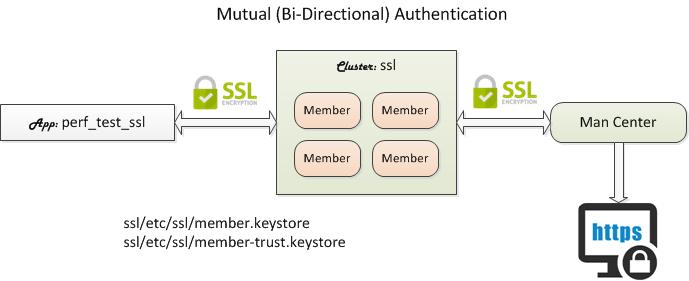 Mutual (Bi-Directional) Authentication
Cluster: ssl
SSL
ENCRYPTION
SSL
ENCRYPTION
Member
Member
App: perf_test_ssl
Man Center
Member
Member
ssl/etc/ssl/member.keystore
ssl/etc/ssl/member-trust.keystore
https